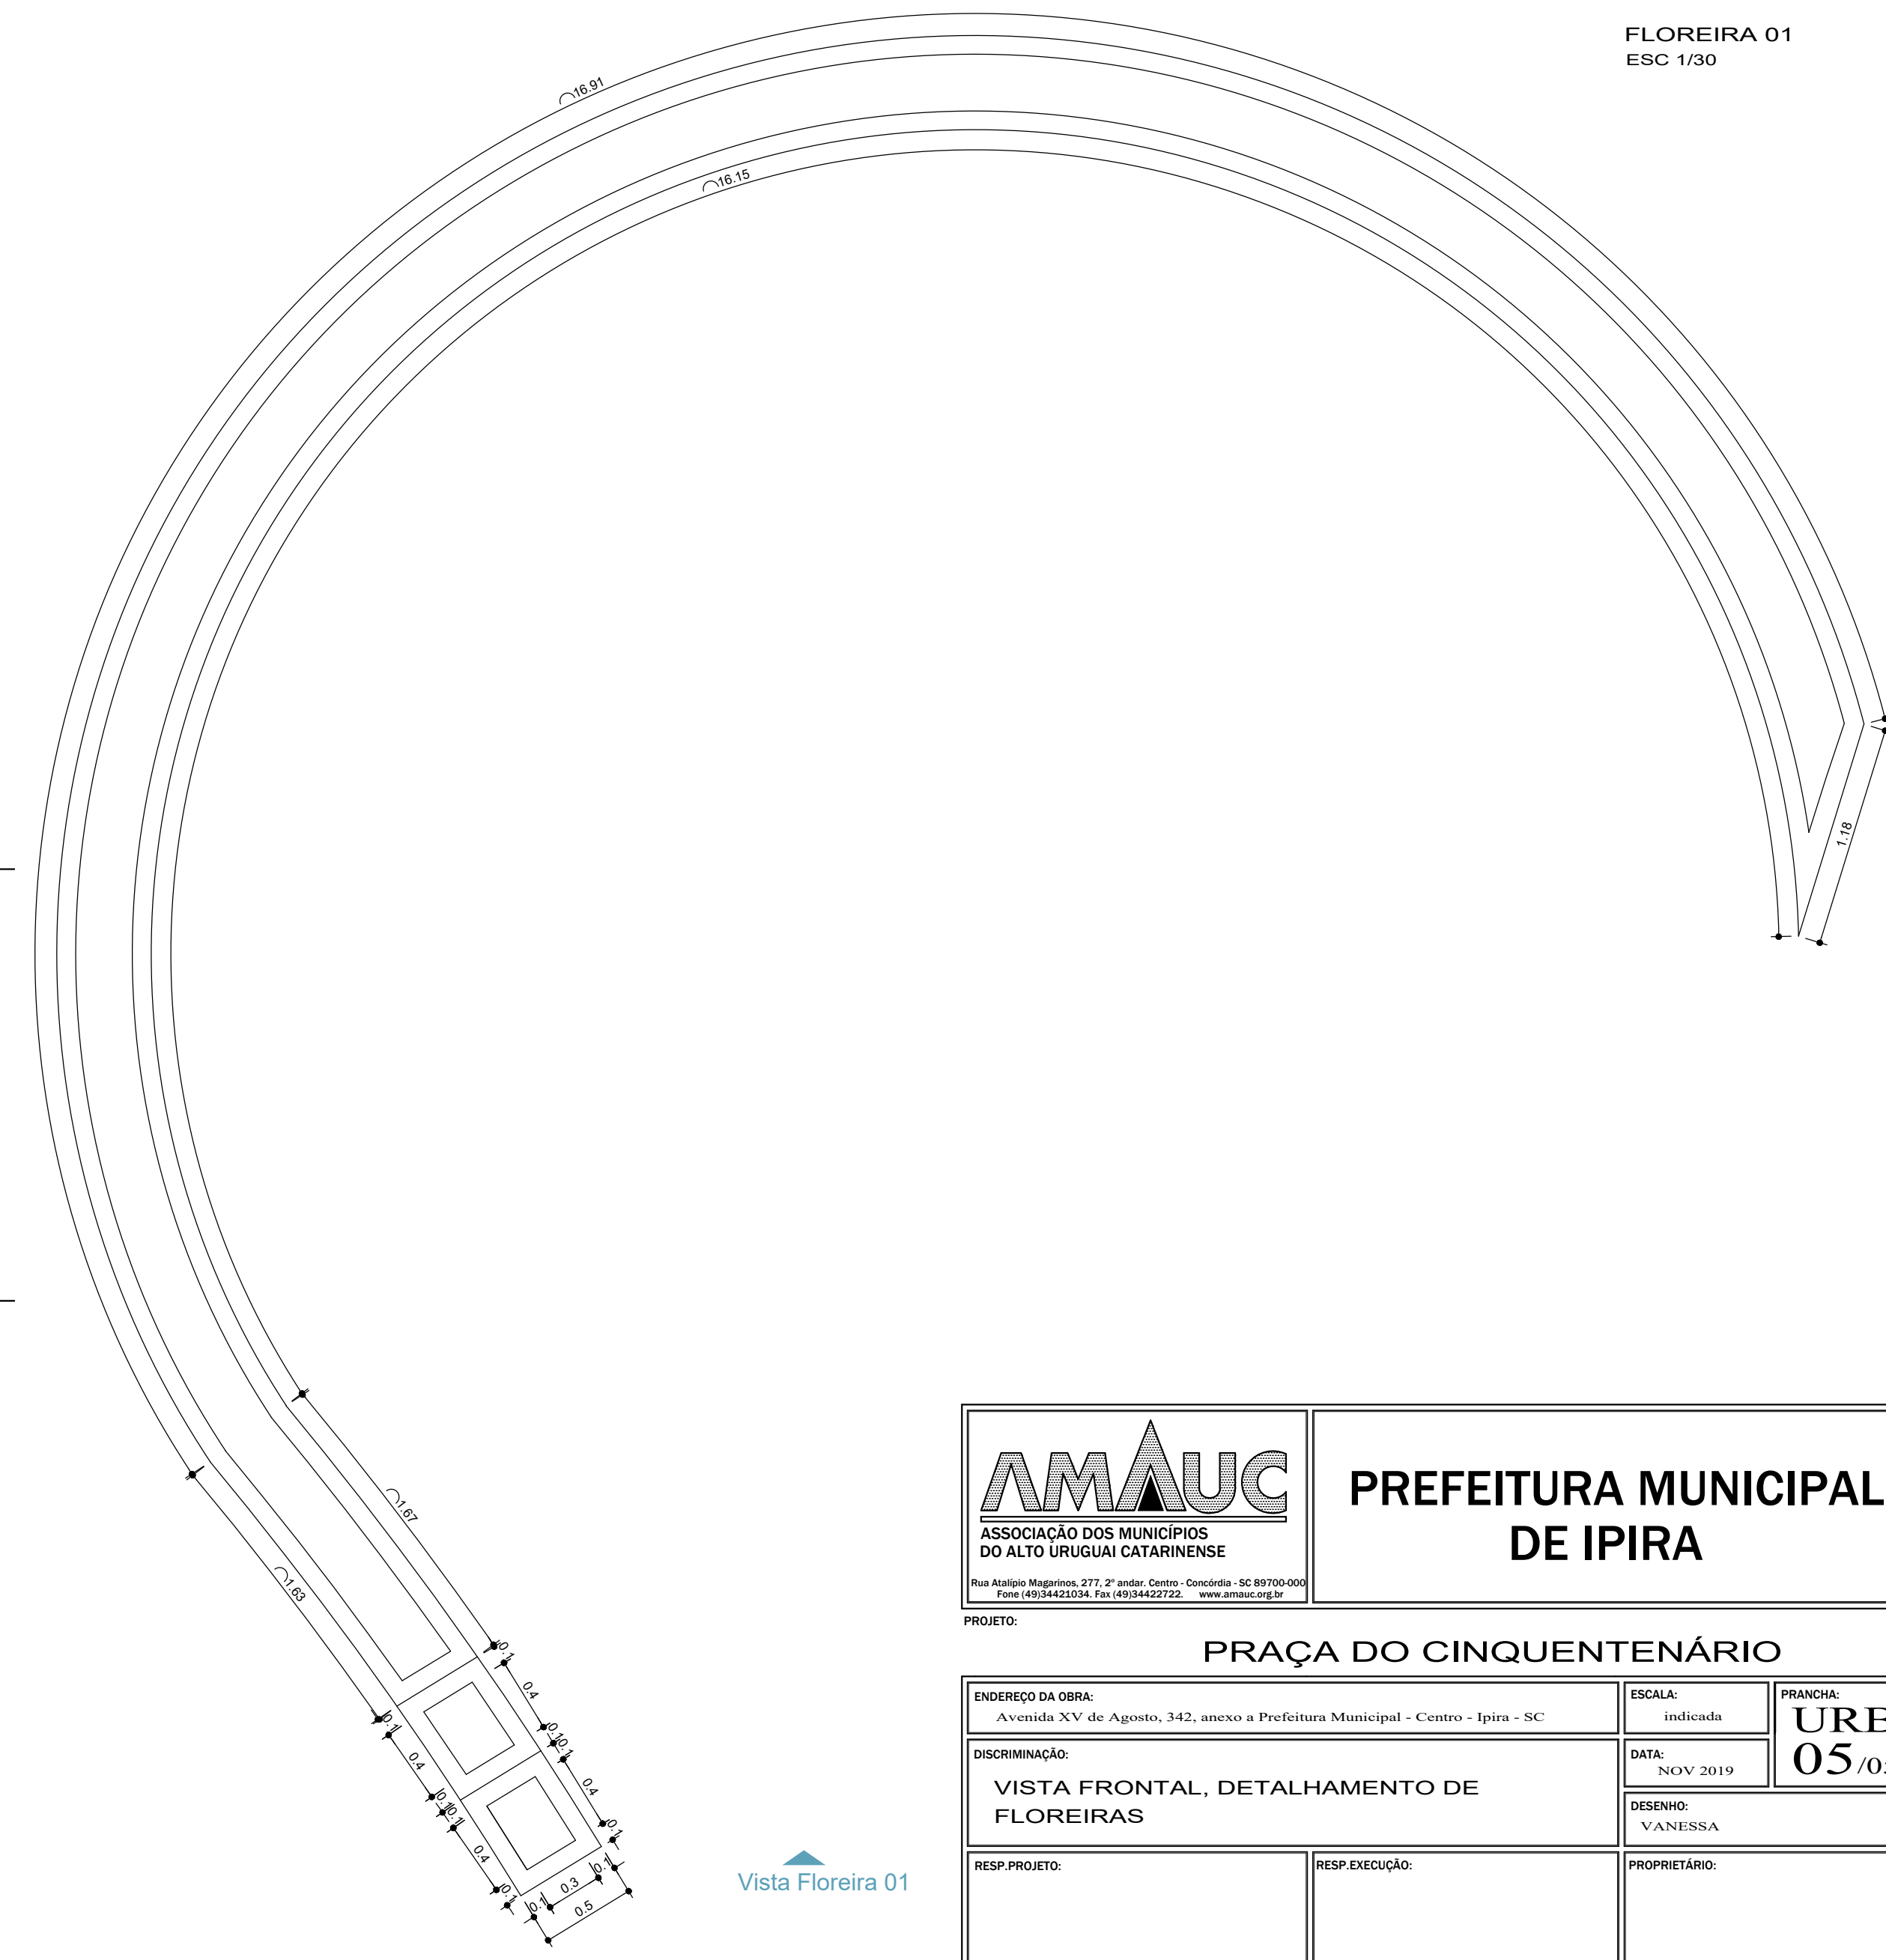 FLOREIRA 01
ESC 1/30
16.91
16.15
1.18
1.67
1.63
0.1
0.4
0.1
0.1
0.4
0.1
0.1
0.4
0.1
0.1
0.4
0.1
0.1
0.3
0.1
0.5
Vista Floreira 01
AMAUC
ASSOCIAÇÃO DOS MUNICÍPIOS
DO ALTO URUGUAI CATARINENSE
Rua Atalípio Magarinos, 277, 2º andar. Centro - Concórdia - SC 89700-000
Fone (49)34421034. Fax (49)34422722. www.amauc.org.br
PREFEITURA MUNICIPAL
DE IPIRA
PROJETO:
PRAÇA DO CINQUENTENÁRIO
ENDEREÇO DA OBRA:
Avenida XV de Agosto, 342, anexo a Prefeitura Municipal - Centro - Ipira - SC
ESCALA:
indicada
PRANCHA:
URB
05/0
DISCRIMINAÇÃO:
VISTA FRONTAL, DETALHAMENTO DE
FLOREIRAS
DATA:
NOV 2019
DESENHO:
VANESSA
RESP.PROJETO:
RESP.EXECUÇÃO:
PROPRIETÁRIO: